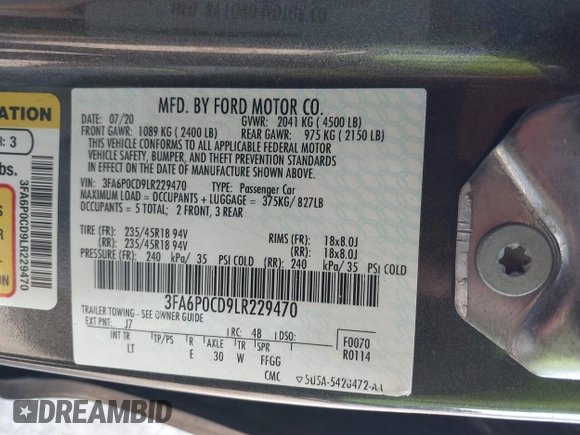 MFD. BY FORD MOTOR CO.
DATE: 07/20 GVWR: 2041 KG (4500 LB)
FRONT GAWR: 1089 KG (2400 LB) REAR GAWR: 975 KG (2150 LB)
THIS VEHICLE CONFORMS TO ALL APPLICABLE FEDERAL MOTOR
VEHICLE SAFETY, BUMPER, AND THEFT PREVENTION STANDARDS
IN EFFECT ON THE DATE OF MANUFACTURE SHOWN ABOVE.
VIN: 3FA6P0CD9LR229470 TYPE: Passenger Car
MAXIMUM LOAD = OCCUPANTS + LUGGAGE = 375KG/ 827LB
OCCUPANTS = 5 TOTAL: 2 FRONT, 3 REAR
TIRE (FR): 235/45R18 94V RIMS (FR): 18x8.0J
(RR): 235/45R18 94V (RR): 18x8.0J
PRESSURE (FR): 240 kPa/ 35 PSI COLD (RR): 240 kPa/ 35 PSI COLD
3FA6P0CD9LR229470
TRAILER TOWING - SEE OWNER GUIDE
EXT PNT: J7 RC: 48 DSO: F0070
INT TR TP/PS R AXLE TR SPR R0114
LT E 30 W FFGG
CMC
3FA6P0CD9LR229470
R: 3
lbs.
DREAMBID